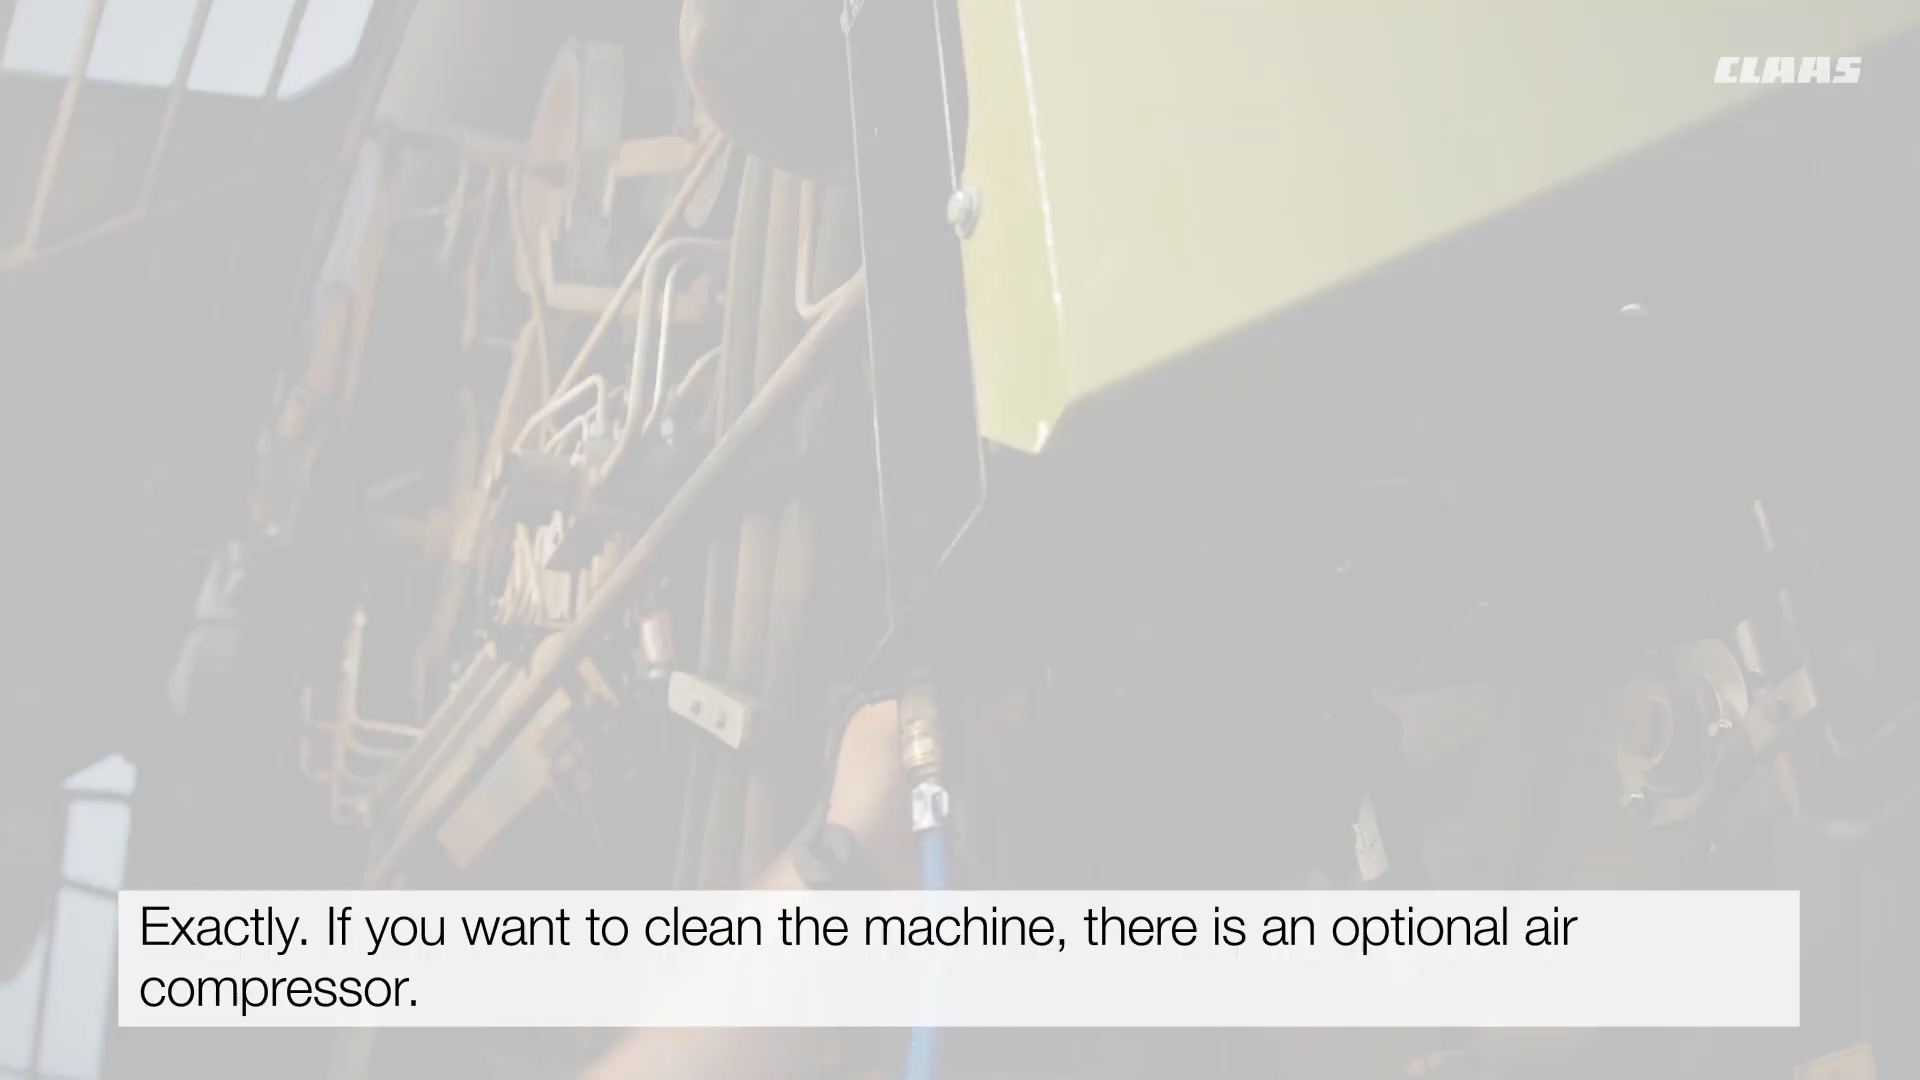 CLAAS
Exactly. If you want to clean the machine, there is an optional air
compressor.